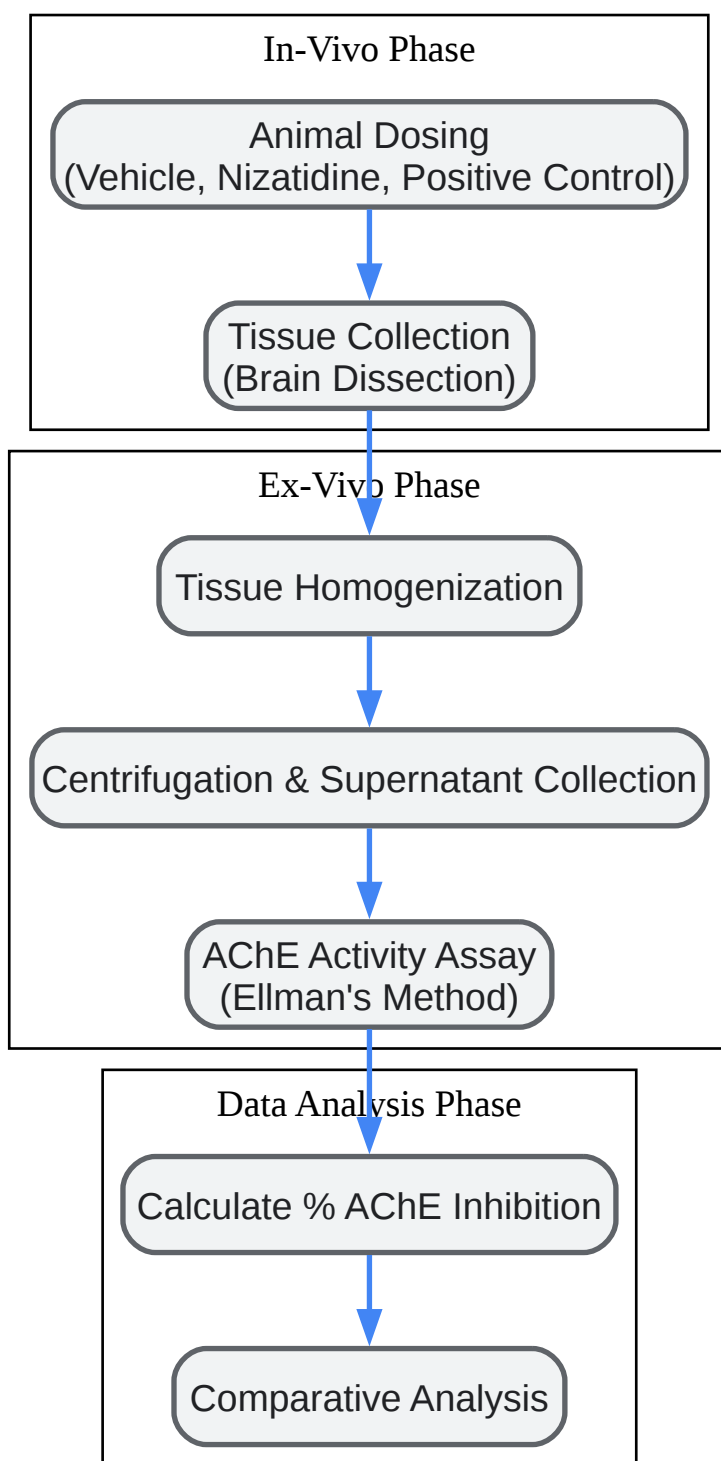 In-Vivo Phase
Animal Dosing
(Vehicle, Nizatidine, Positive Control)
Tissue Collection
(Brain Dissection)
Ex-Vivo Phase
Tissue Homogenization
Centrifugation & Supernatant Collection
AChE Activity Assay
(Ellman's Method)
Data Analysis Phase
Calculate % AChE Inhibition
Comparative Analysis